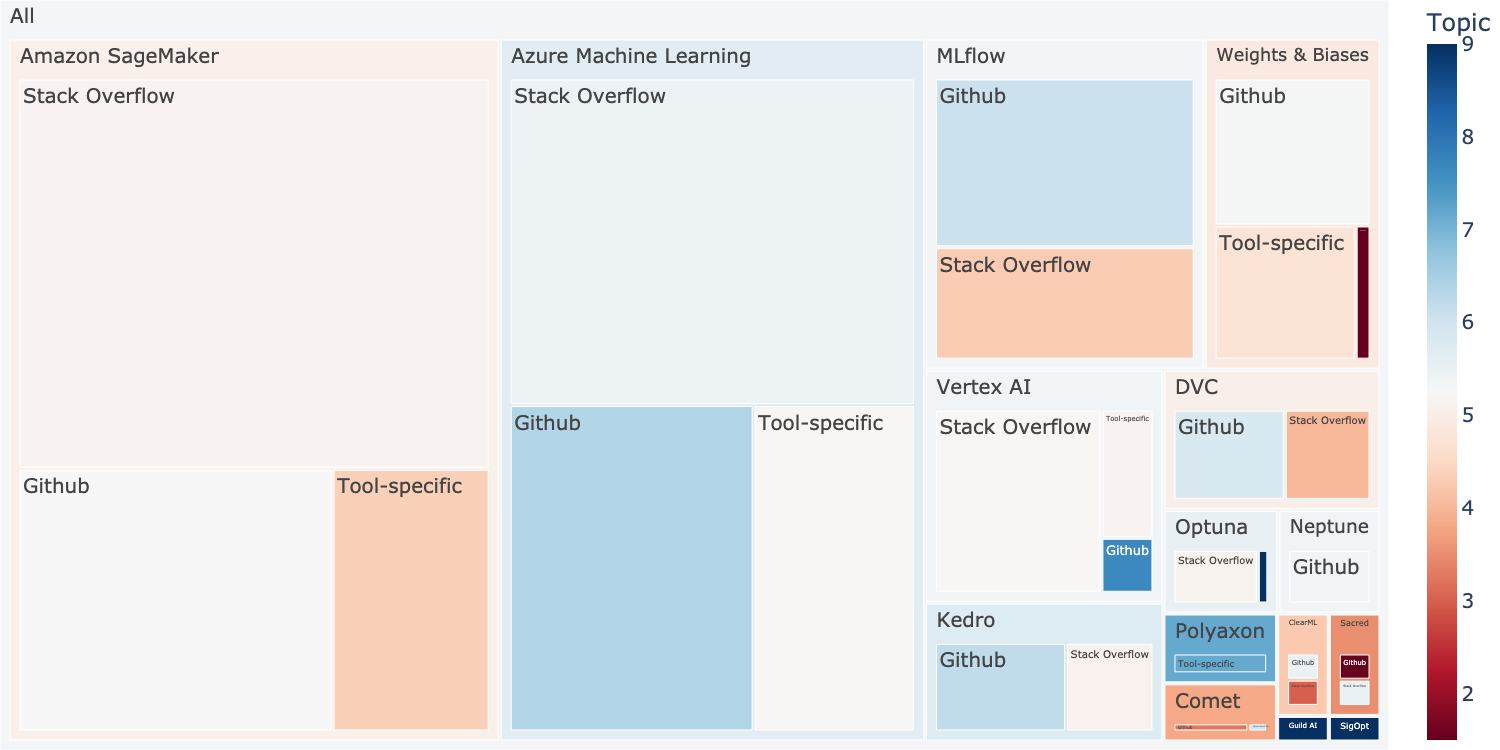 All
Topic
Amazon SageMaker
Stack Overflow
Github
Tool-specific
Azure Machine Learning
Stack Overflow
Github
Tool-specific
MLflow
Github
Stack Overflow
Weights & Biases
Github
Tool-specific
Vertex AI
Stack Overflow
Tool-specific
Github
DVC
Github
Stack Overflow
Kedro
Github
Stack Overflow
Optuna
Stack Overflow
Neptune
Github
Polyaxon
Tool-specific
Comet
Github
ClearML
Github
Sacred
Github
Stack Overflow
Guild AI
SigOpt
9
8
7
6
5
4
3
2